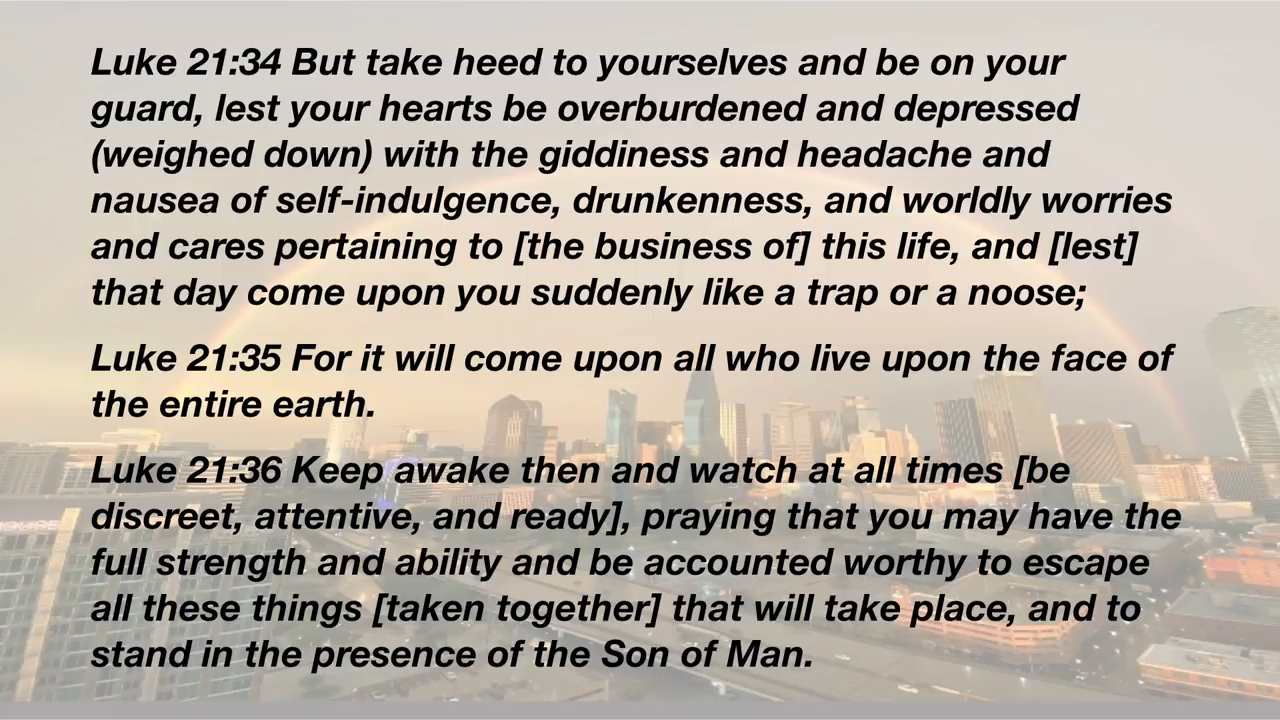 Luke 21:34 But take heed to yourselves and be on your
guard, lest your hearts be overburdened and depressed
(weighed down) with the giddiness and headache and
nausea of self-indulgence, drunkenness, and worldly worries
and cares pertaining to [the business of] this life, and [lest]
that day come upon you suddenly like a trap or a noose;
Luke 21:35 For it will come upon all who live upon the face of
the entire earth.
Luke 21:36 Keep awake then and watch at all times [be
discreet, attentive, and ready], praying that you may have the
full strength and ability and be accounted worthy to escape
all these things [taken together] that will take place, and to
stand in the presence of the Son of Man.